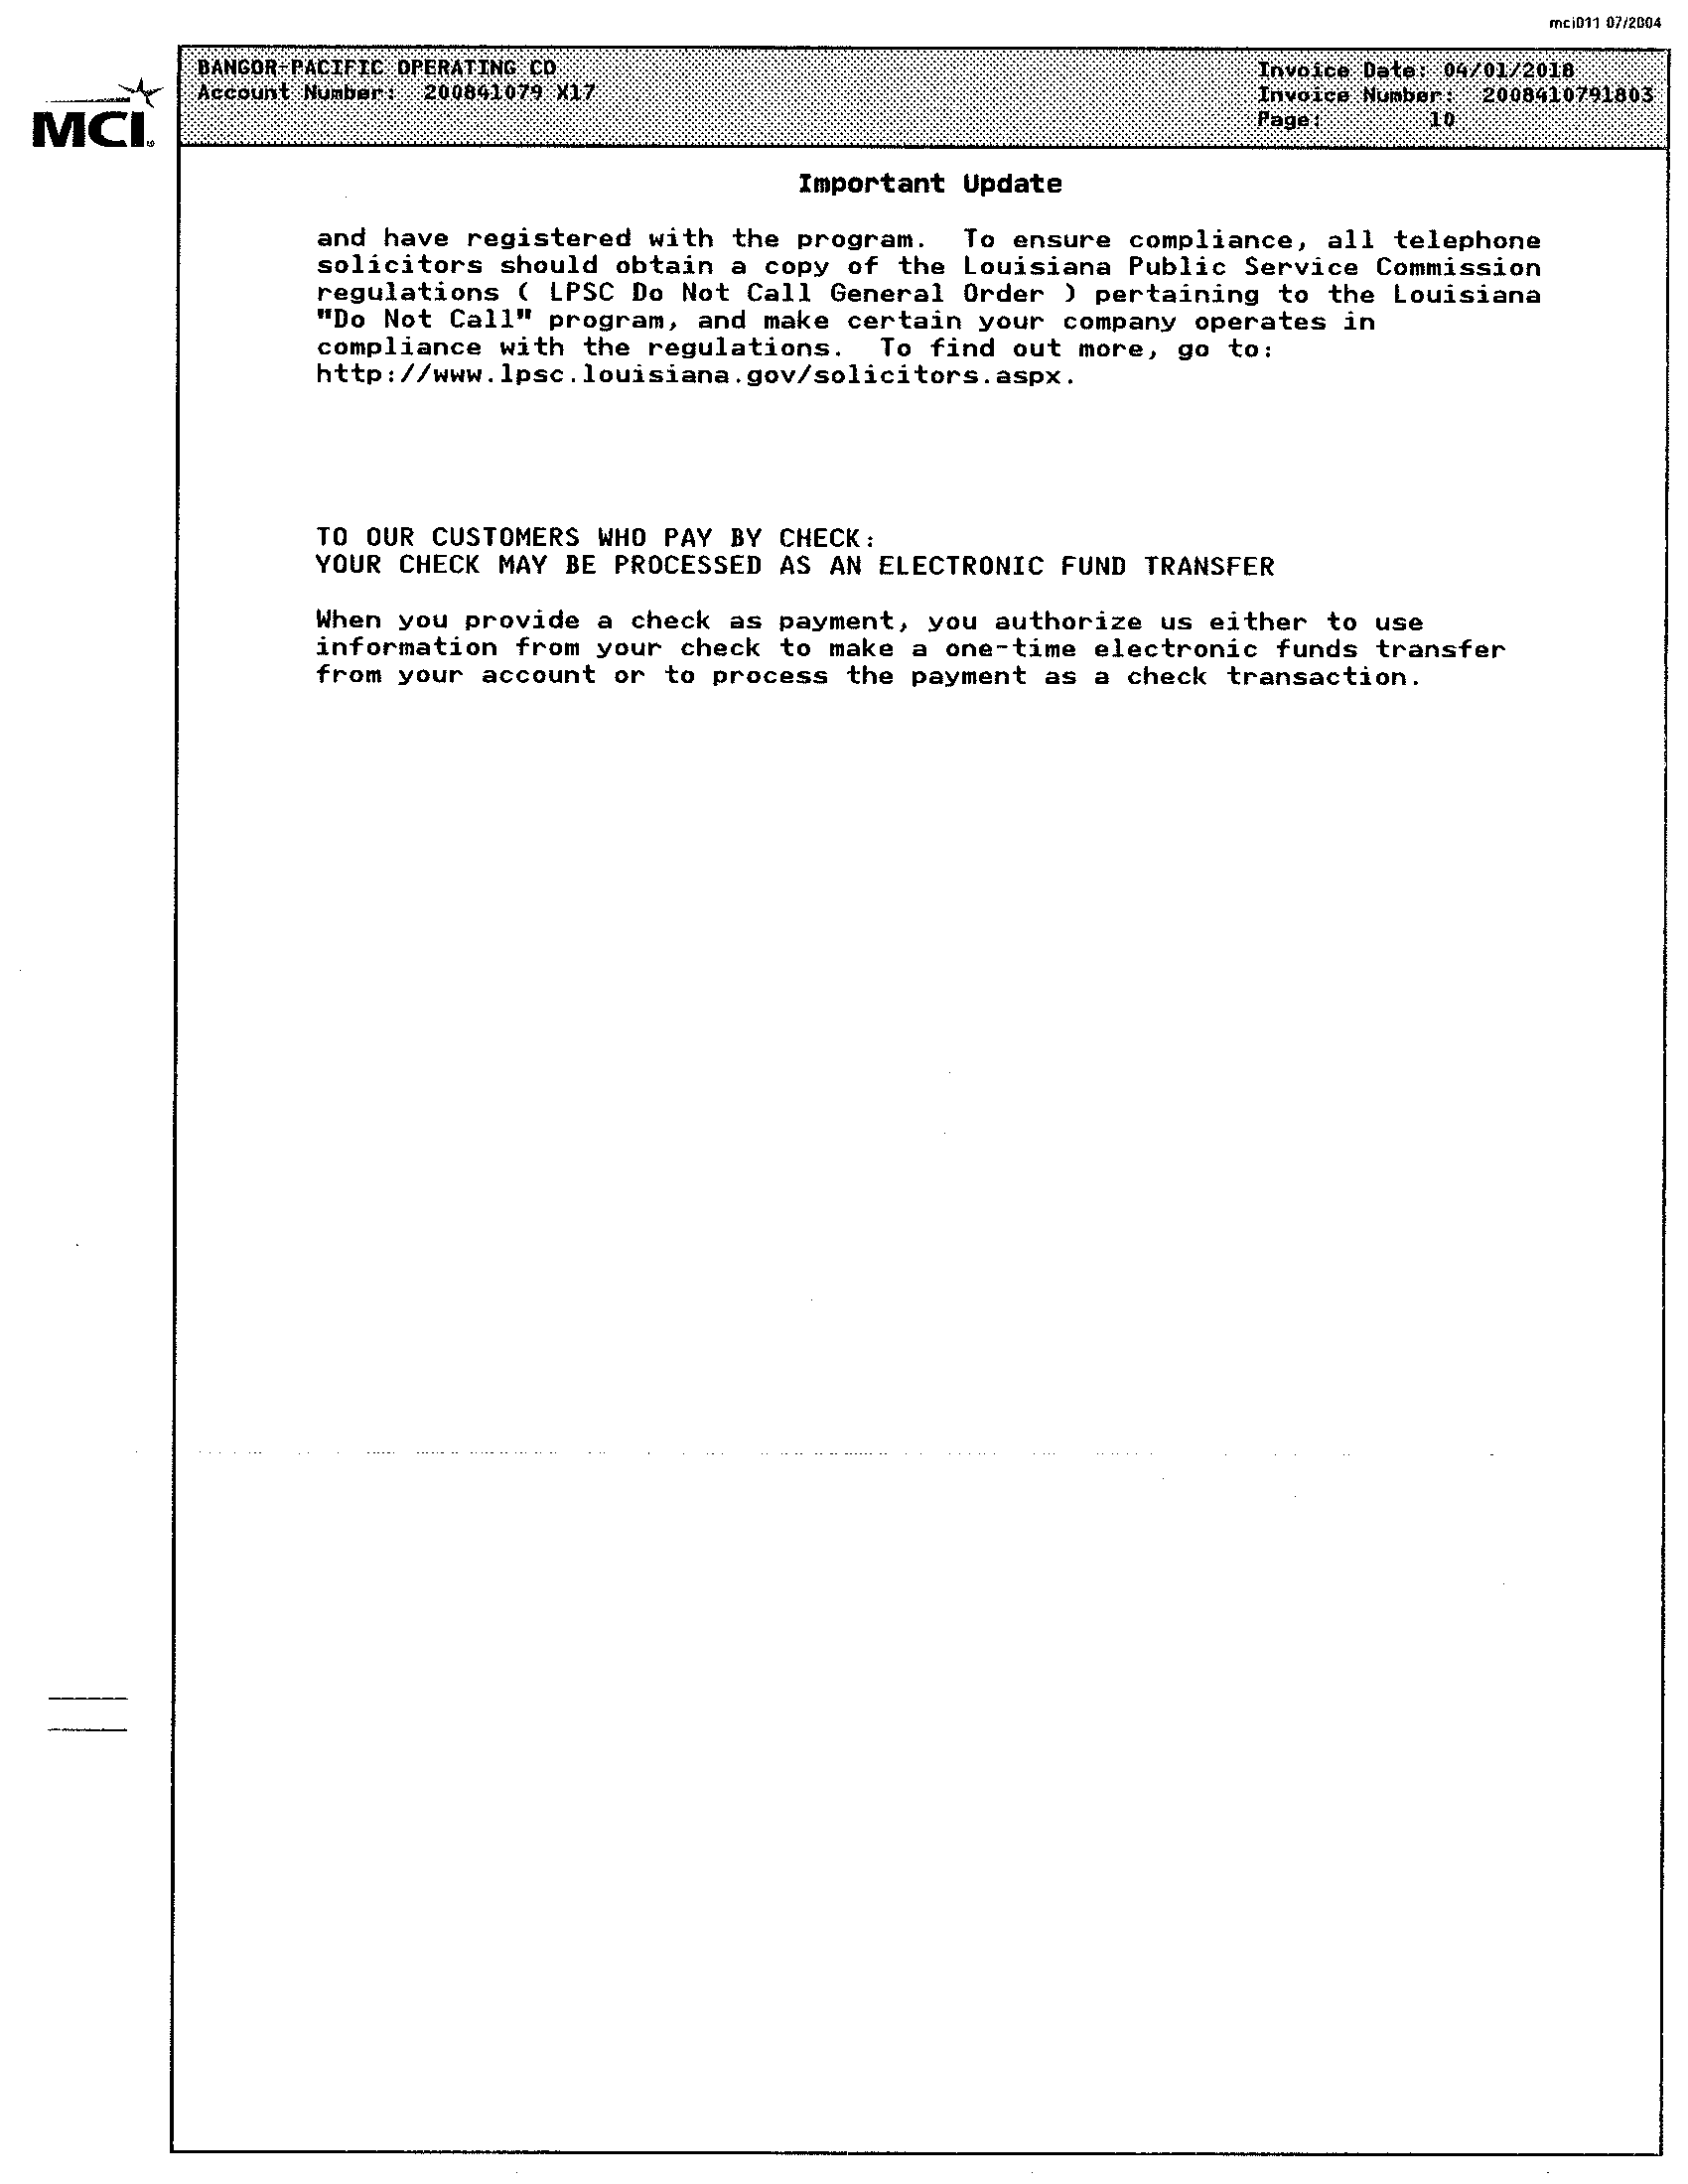 mci011 07/2004
MCI
BANGOR-PACIFIC OPERATING CO
Account Number: 200841079 X17
Invoice Date: 04/01/2018
Invoice Number: 2008410791803
Page: 10
Important Update
and have registered with the program. To ensure compliance, all telephone
solicitors should obtain a copy of the Louisiana Public Service Commission
regulations ( LPSC Do Not Call General Order ) pertaining to the Louisiana
"Do Not Call" program, and make certain your company operates in
compliance with the regulations. To find out more, go to:
http://www.lpsc.louisiana.gov/solicitors.aspx.
TO OUR CUSTOMERS WHO PAY BY CHECK:
YOUR CHECK MAY BE PROCESSED AS AN ELECTRONIC FUND TRANSFER
When you provide a check as payment, you authorize us either to use
information from your check to make a one-time electronic funds transfer
from your account or to process the payment as a check transaction.